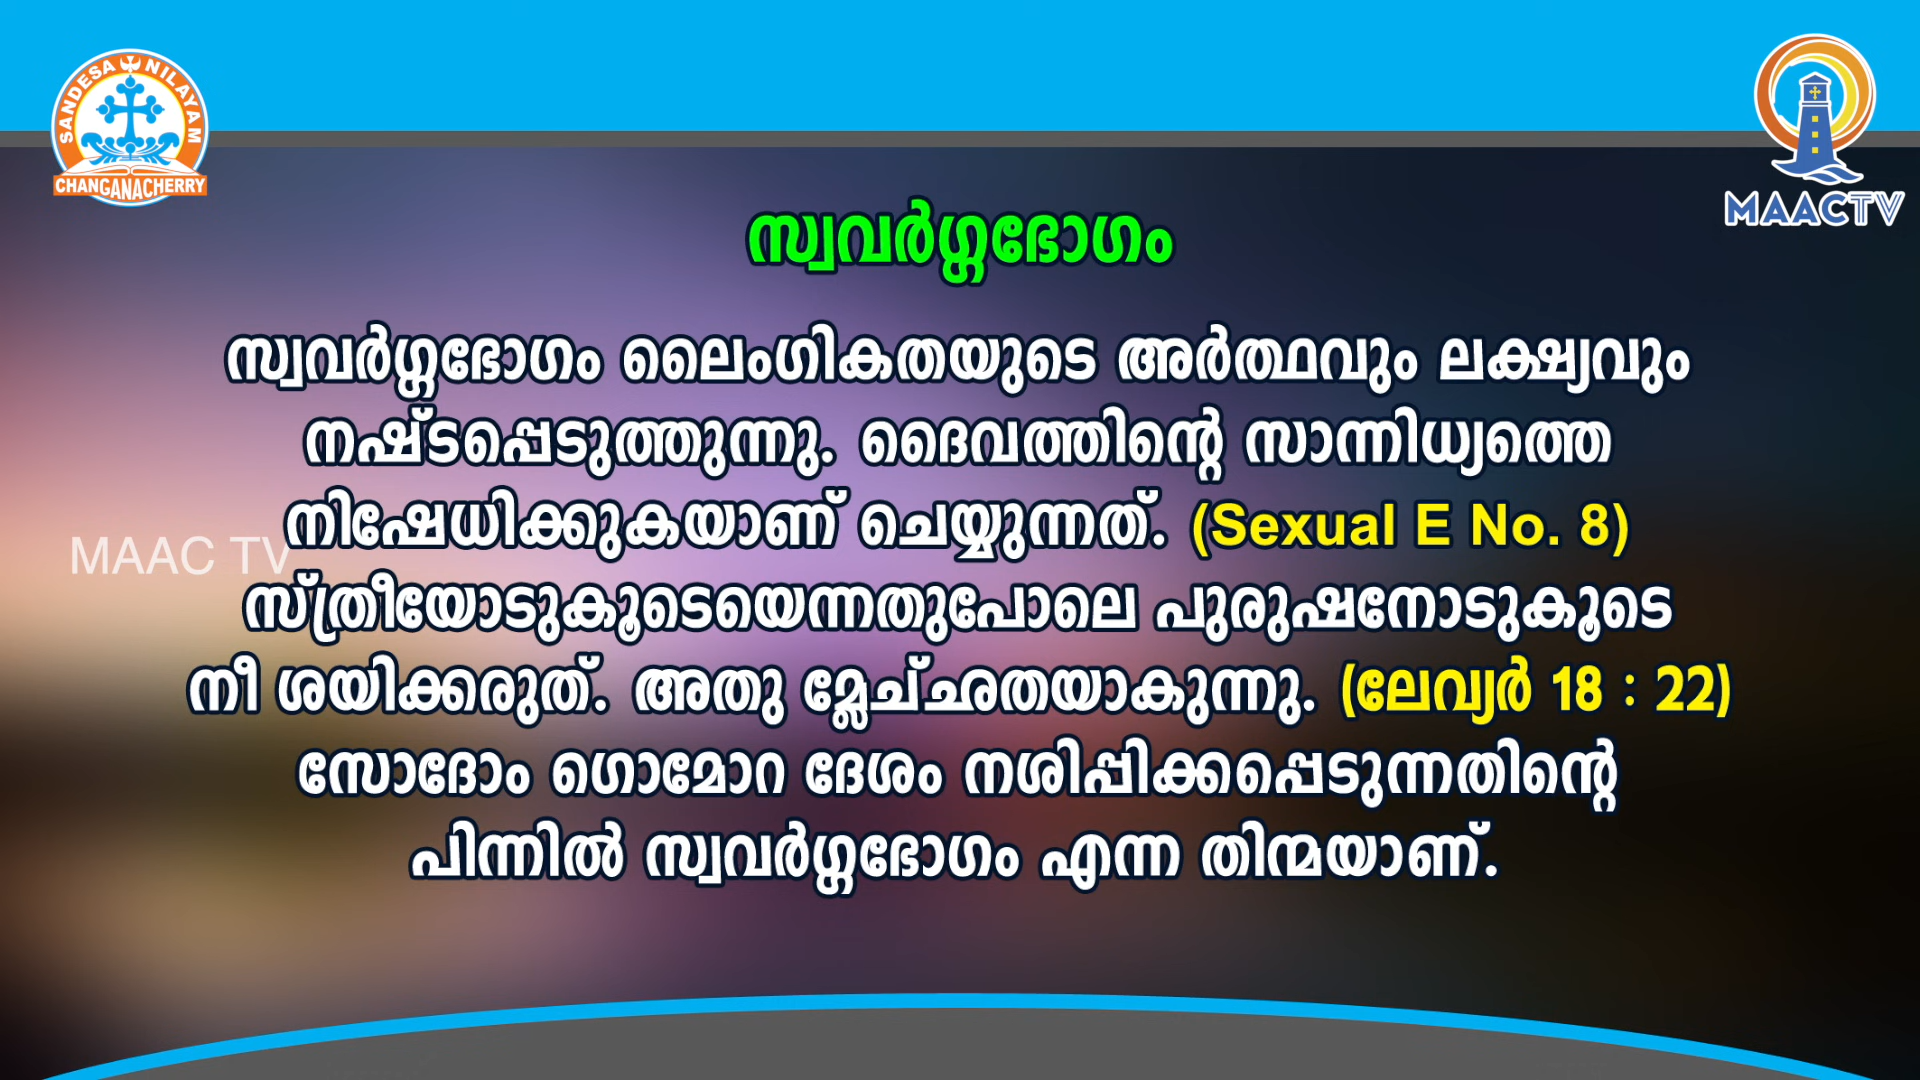 SANDESA NILAYAM
CHANGANACHERRY
MAACTV
സ്വവർഗ്ഗഭോഗം
സ്വവർഗ്ഗഭോഗം ലൈംഗികതയുടെ അർത്ഥവും ലക്ഷ്യവും
നഷ്ടപ്പെടുത്തുന്നു. ദൈവത്തിന്റെ സാന്നിധ്യത്തെ
നിഷേധിക്കുകയാണ് ചെയ്യുന്നത്. (Sexual E No. 8)
MAAC TV
സ്ത്രീയോടുകൂടെയെന്നതുപോലെ പുരുഷനോടുകൂടെ
നീ ശയിക്കരുത്. അതു മ്ലേച്ഛതയാകുന്നു. (ലേവ്യർ 18 : 22)
സോദോം ഗൊമോറ ദേശം നശിപ്പിക്കപ്പെടുന്നതിന്റെ
പിന്നിൽ സ്വവർഗ്ഗഭോഗം എന്ന തിന്മയാണ്.